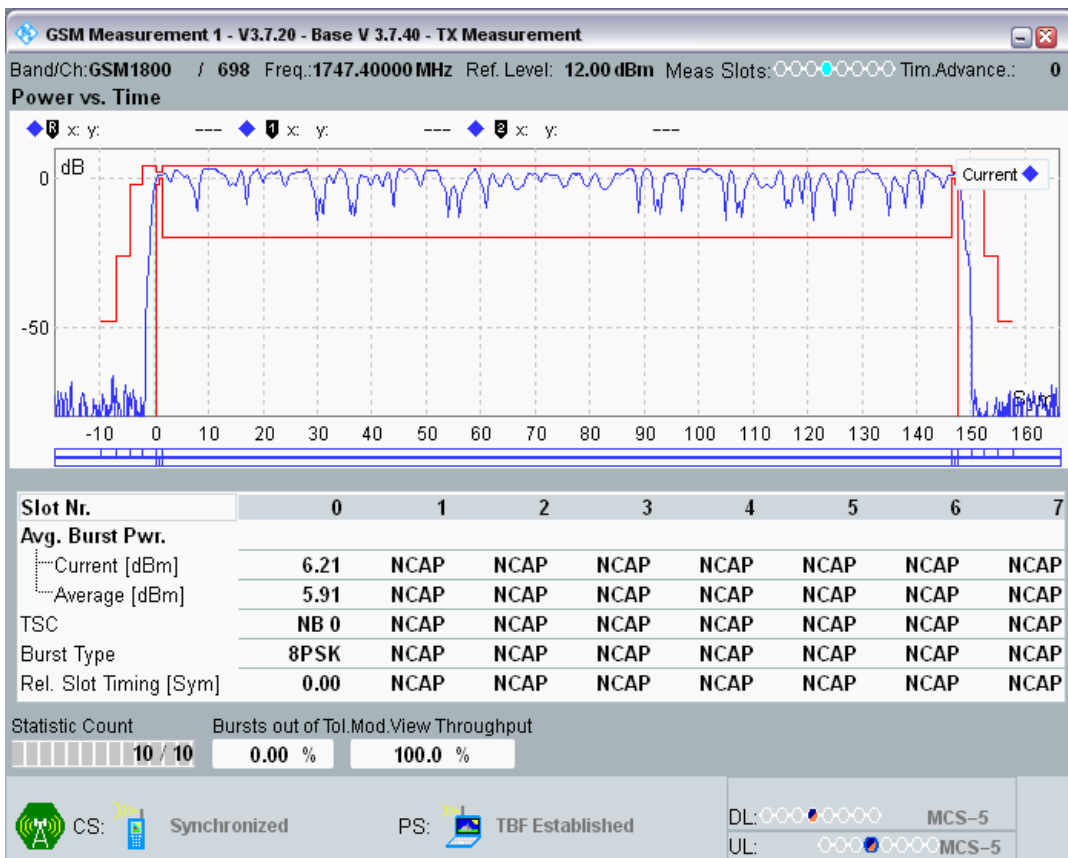 GSM Measurement 1 - V3.7.20 - Base V 3.7.40 - TX Measurement
Band/Ch:GSM1800 / 698 Freq.:1747.40000 MHz Ref. Level: 12.00 dBm Meas Slots: Tim.Advance.: 0
Power vs. Time
R x: y: --- 1 x: y: --- 2 x: y: ---
dB
Current
0
-50
Sym
-10 0 10 20 30 40 50 60 70 80 90 100 110 120 130 140 150 160
Slot Nr. 0 1 2 3 4 5 6 7
Avg. Burst Pwr.
Current [dBm] 6.21 NCAP NCAP NCAP NCAP NCAP NCAP NCAP
Average [dBm] 5.91 NCAP NCAP NCAP NCAP NCAP NCAP NCAP
TSC NB 0 NCAP NCAP NCAP NCAP NCAP NCAP NCAP
Burst Type 8PSK NCAP NCAP NCAP NCAP NCAP NCAP NCAP
Rel. Slot Timing [Sym] 0.00 NCAP NCAP NCAP NCAP NCAP NCAP NCAP
Statistic Count Bursts out of Tol.Mod.View Throughput
10 / 10 0.00 % 100.0 %
CS: Synchronized PS: TBF Established DL: MCS-5
UL: MCS-5